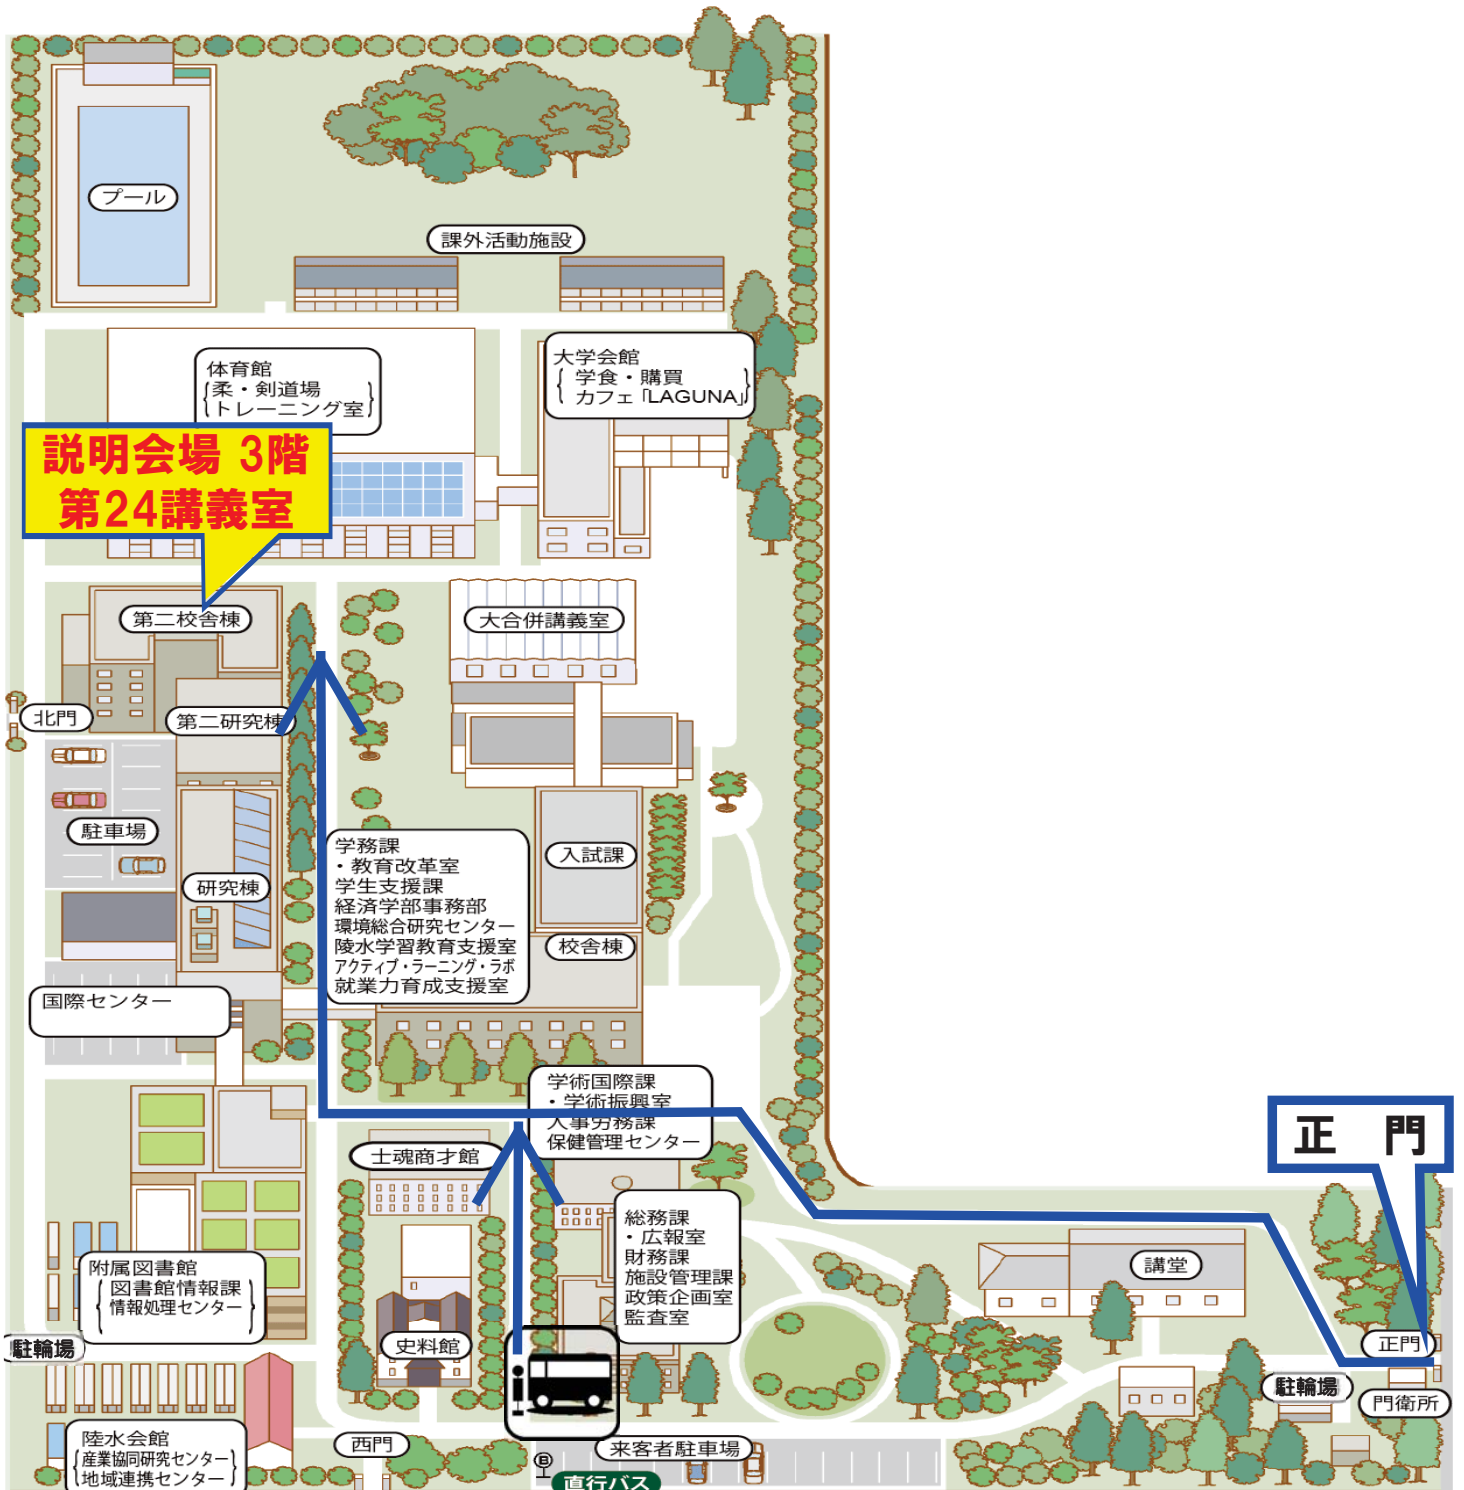 プール
課外活動施設
体育館
柔・剣道場
トレーニング室
大学会館
学食・購買
カフェ「LAGUNA」
説明会場 3階
第24講義室
第二校舎棟
大合併講義室
北門
第二研究棟
駐車場
研究棟
学務課
・教育改革室
学生支援課
経済学部事務部
環境総合研究センター
陵水学習教育支援室
アクティブ・ラーニング・ラボ
就業力育成支援室
入試課
校舎棟
国際センター
学術国際課
・学術振興室
人事労務課
保健管理センター
正 門
士魂商才館
総務課
・広報室
財務課
施設管理課
政策企画室
監査室
講堂
附属図書館
図書館情報課
情報処理センター
駐輪場
史料館
正門
駐輪場
門衛所
陸水会館
産業協同研究センター
地域連携センター
西門
来客者駐車場
B
直行バス